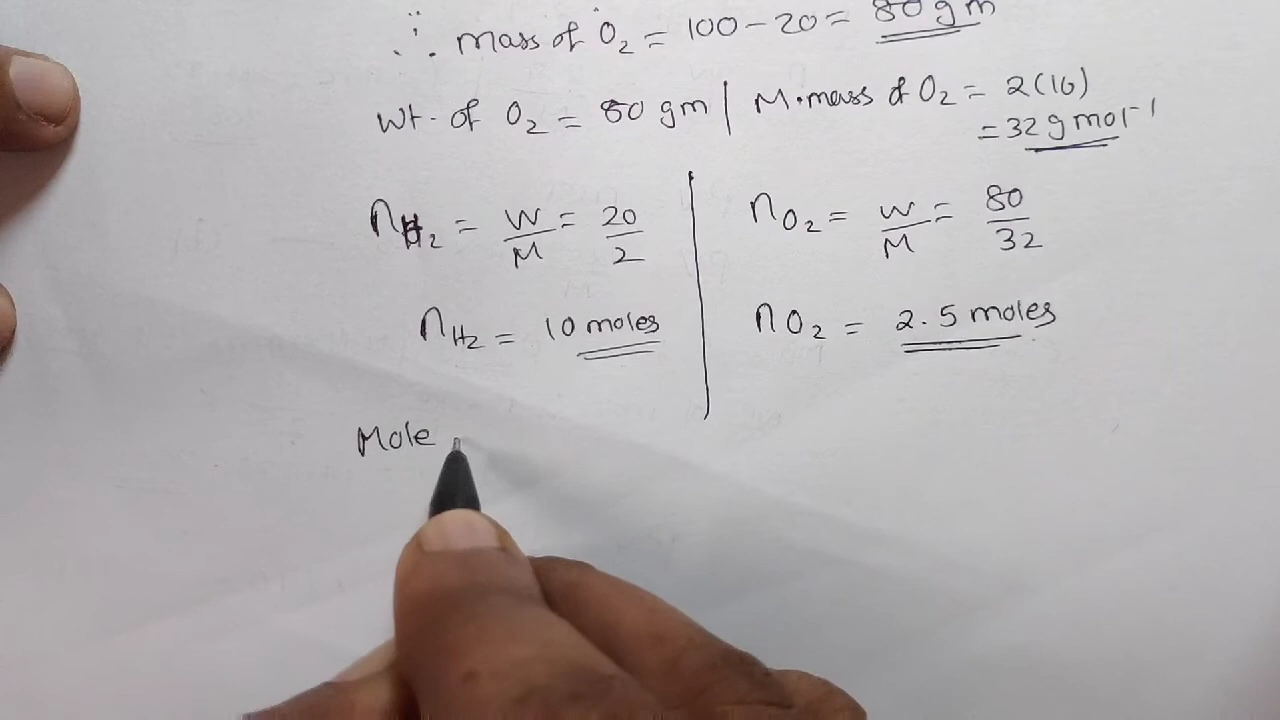 ∴ mass of O₂ = 100 - 20 = 80 gm
Wt. of O₂ = 80 gm | M.mass of O₂ = 2(16)
= 32 g mol⁻¹
nH₂ = W/M = 20/2
nH₂ = 10 moles
nO₂ = W/M = 80/32
nO₂ = 2.5 moles
Mole